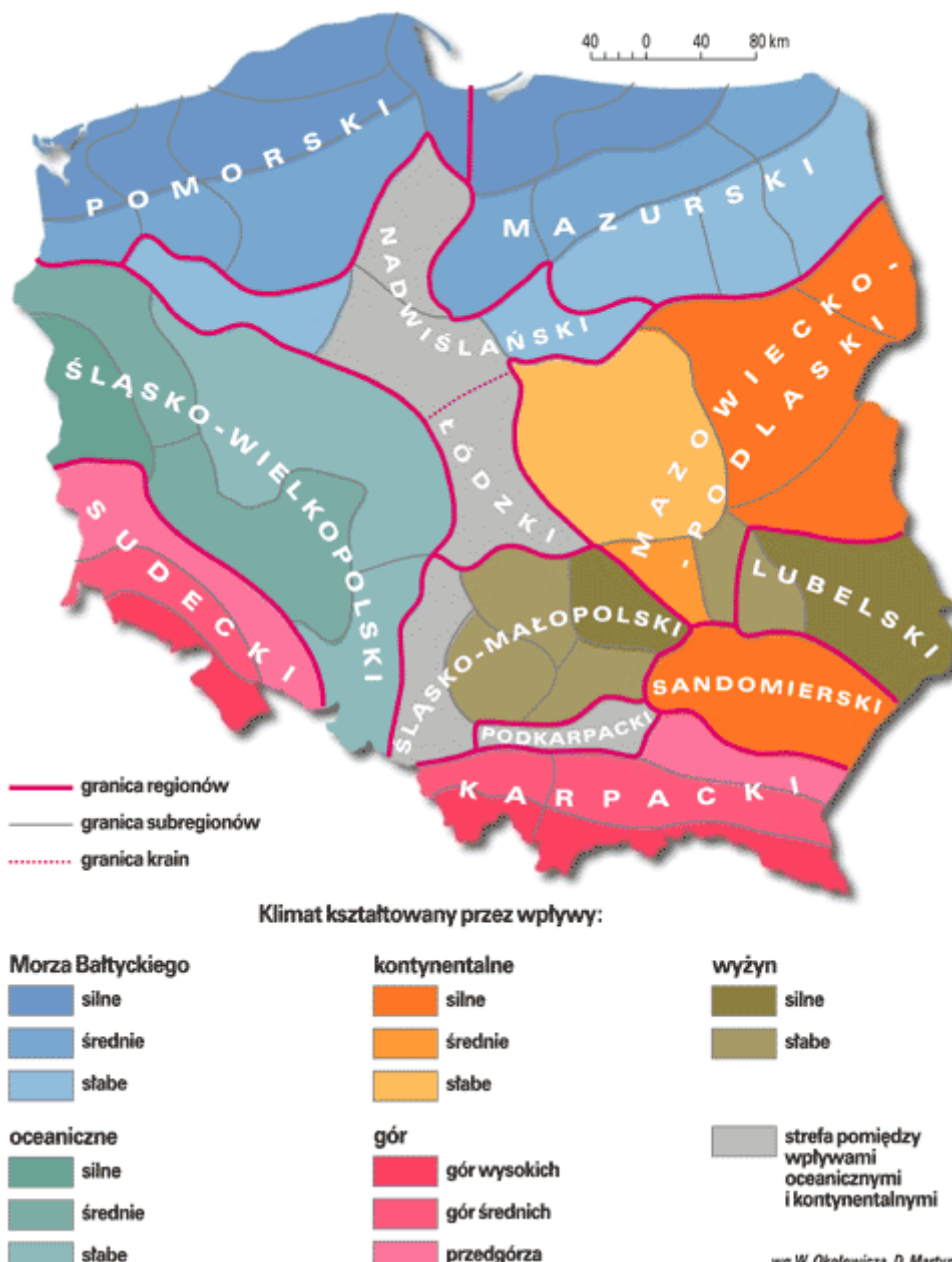 40 0 40 80 km
POMORSKI
MAZURSKI
NADWIŚLAŃSKI
MAZOWIECKO-
-PODLASKI
ŚLĄSKO-WIELKOPOLSKI
ŁÓDZKI
SUDECKI
LUBELSKI
ŚLĄSKO-MAŁOPOLSKI
SANDOMIERSKI
PODKARPACKI
KARPACKI
granica regionów
granica subregionów
granica krain
Klimat kształtowany przez wpływy:
Morza Bałtyckiego
silne
średnie
słabe
kontynentalne
silne
średnie
słabe
wyżyn
silne
słabe
oceaniczne
silne
średnie
słabe
gór
gór wysokich
gór średnich
przedgórza
strefa pomiędzy
wpływami
oceanicznymi
i kontynentalnymi